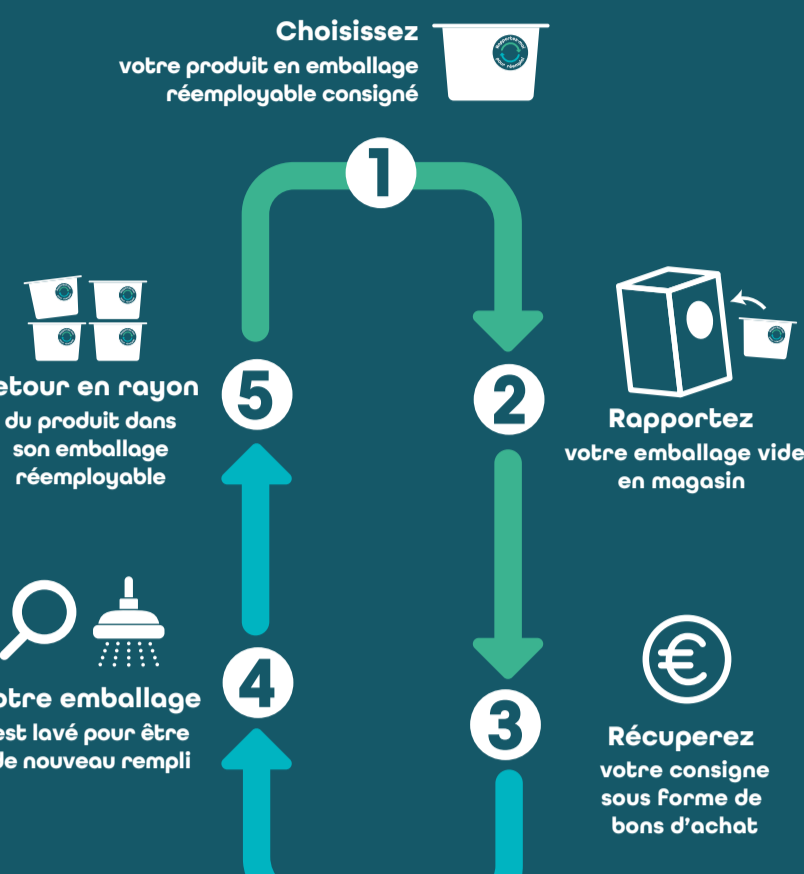 Choisissez
votre produit en emballage
réemployable consigné
1
2
Rapportez
votre emballage vide
en magasin
3
Récuperez
votre consigne
sous forme de
bons d'achat
4
otre emballage
est lavé pour être
de nouveau rempli
5
etour en rayon
du produit dans
son emballage
réemployable